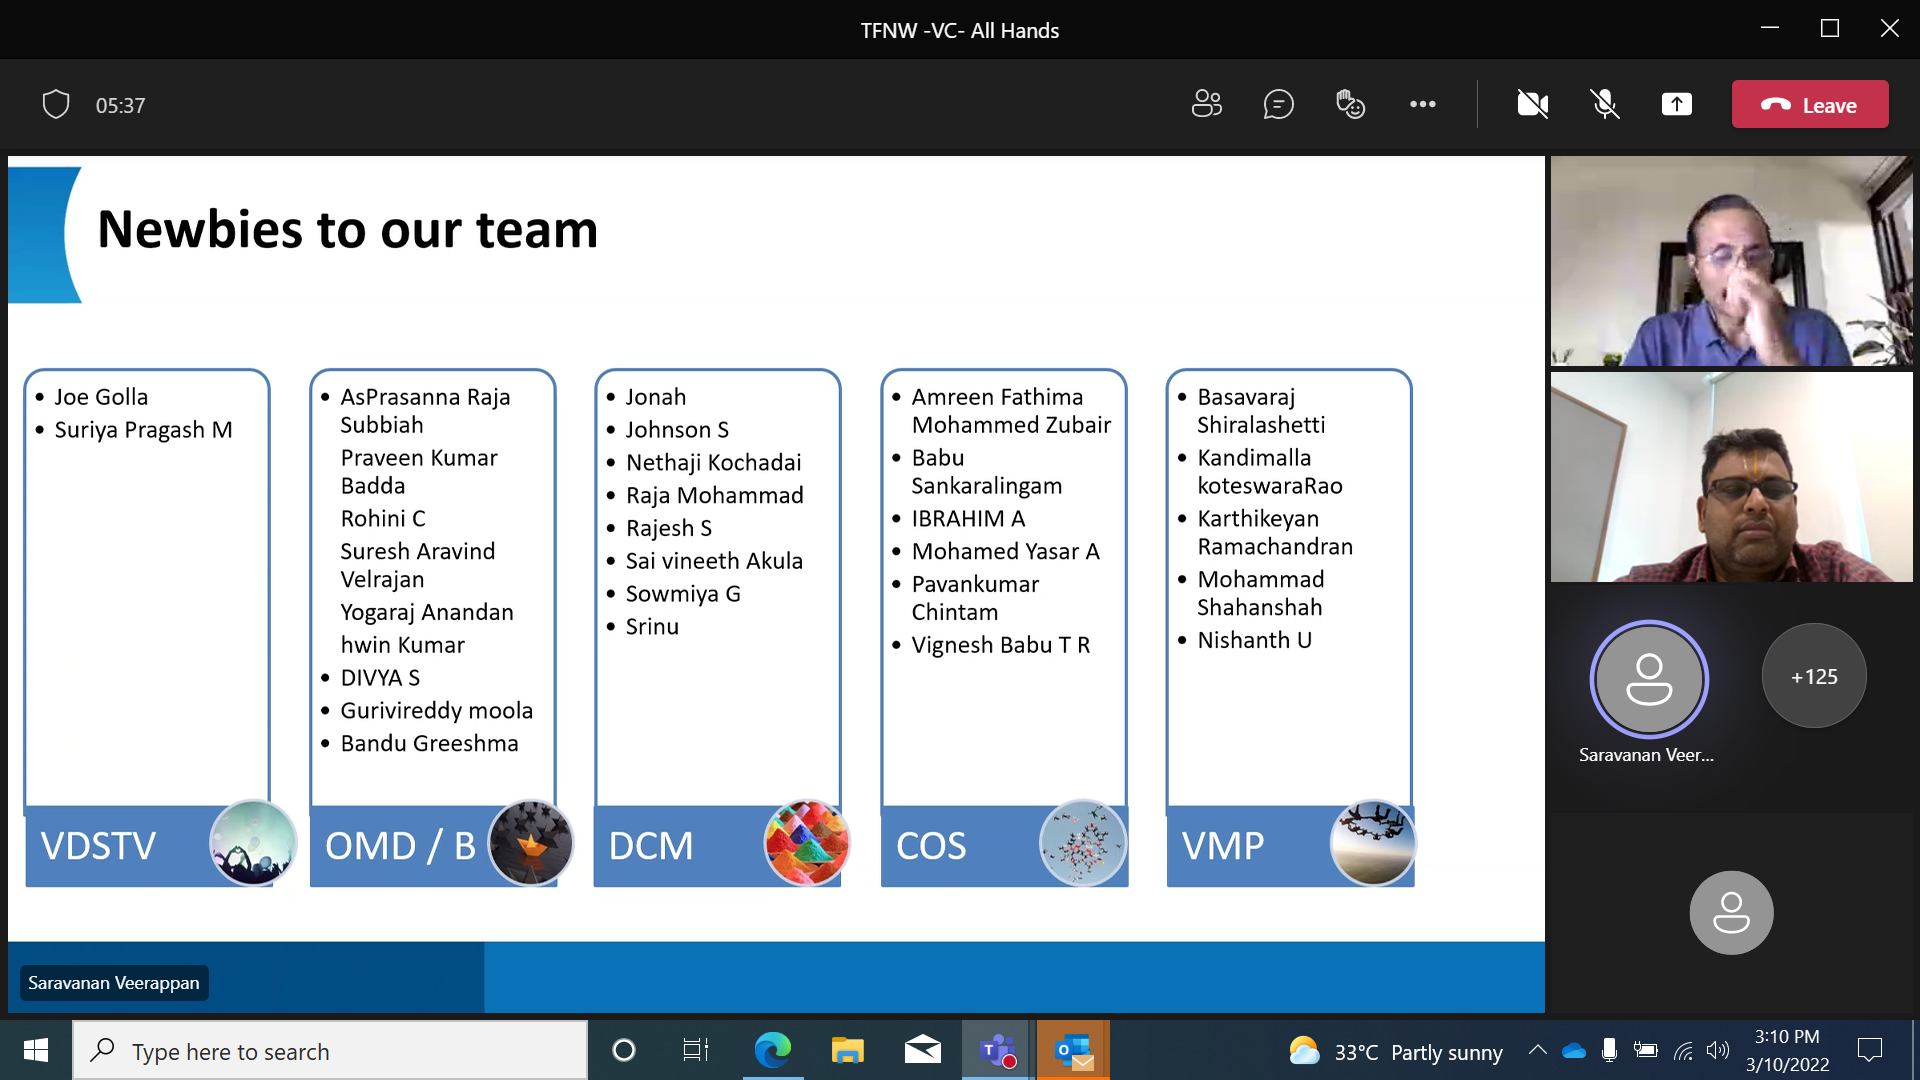 TFNW -VC- All Hands
05:37
Leave
Newbies to our team
• Joe Golla
• Suriya Pragash M
• AsPrasanna Raja
Subbiah
Praveen Kumar
Badda
Rohini C
Suresh Aravind
Velrajan
Yogaraj Anandan
hwin Kumar
• DIVYA S
• Gurivireddy moola
• Bandu Greeshma
• Jonah
• Johnson S
• Nethaji Kochadai
• Raja Mohammad
• Rajesh S
• Sai vineeth Akula
• Sowmiya G
• Srinu
• Amreen Fathima
Mohammed Zubair
• Babu
Sankaralingam
• IBRAHIM A
• Mohamed Yasar A
• Pavankumar
Chintam
• Vignesh Babu T R
• Basavaraj
Shiralashetti
• Kandimalla
koteswaraRao
• Karthikeyan
Ramachandran
• Mohammad
Shahanshah
• Nishanth U
VDSTV
OMD / B
DCM
COS
VMP
+125
Saravanan Veer...
Saravanan Veerappan
Type here to search
33°C Partly sunny
3:10 PM
3/10/2022